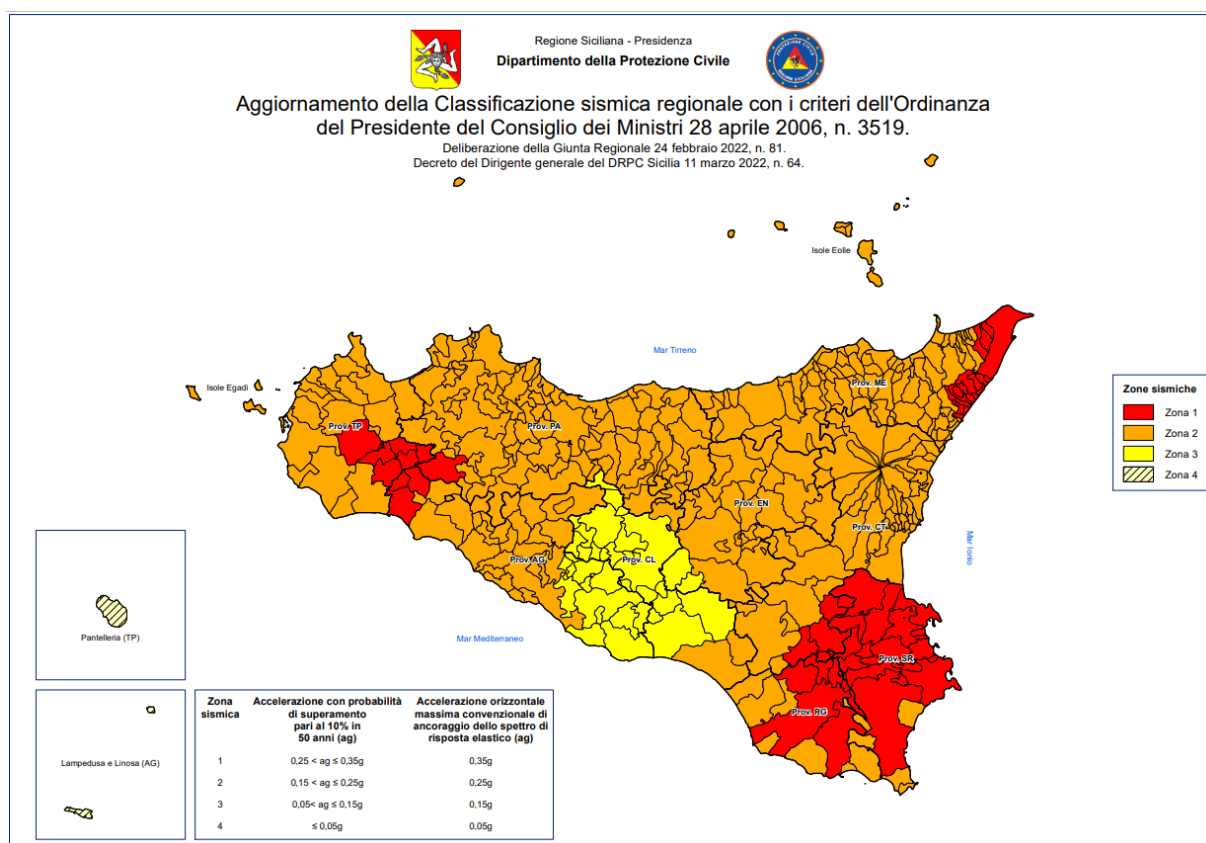 Regione Siciliana - Presidenza
Dipartimento della Protezione Civile
Aggiornamento della Classificazione sismica regionale con i criteri dell'Ordinanza
del Presidente del Consiglio dei Ministri 28 aprile 2006, n. 3519.
Deliberazione della Giunta Regionale 24 febbraio 2022, n. 81.
Decreto del Dirigente generale del DRPC Sicilia 11 marzo 2022, n. 64.
Isole Eolie
Mar Tirreno
Isole Egadi
Prov. ME
Prov. TP
Prov. PA
Prov. EN
Prov. CT
Prov. AG
Prov. CL
Mar Ionio
Mar Mediterraneo
Prov. SR
Prov. RG
Zone sismiche
Zona 1
Zona 2
Zona 3
Zona 4
Pantelleria (TP)
Lampedusa e Linosa (AG)
Zona sismica
Accelerazione con probabilità
di superamento
pari al 10% in
50 anni (ag)
Accelerazione orizzontale
massima convenzionale di
ancoraggio dello spettro di
risposta elastico (ag)
1 0,25 < ag ≤ 0,35g 0,35g
2 0,15 < ag ≤ 0,25g 0,25g
3 0,05< ag ≤ 0,15g 0,15g
4 ≤ 0,05g 0,05g